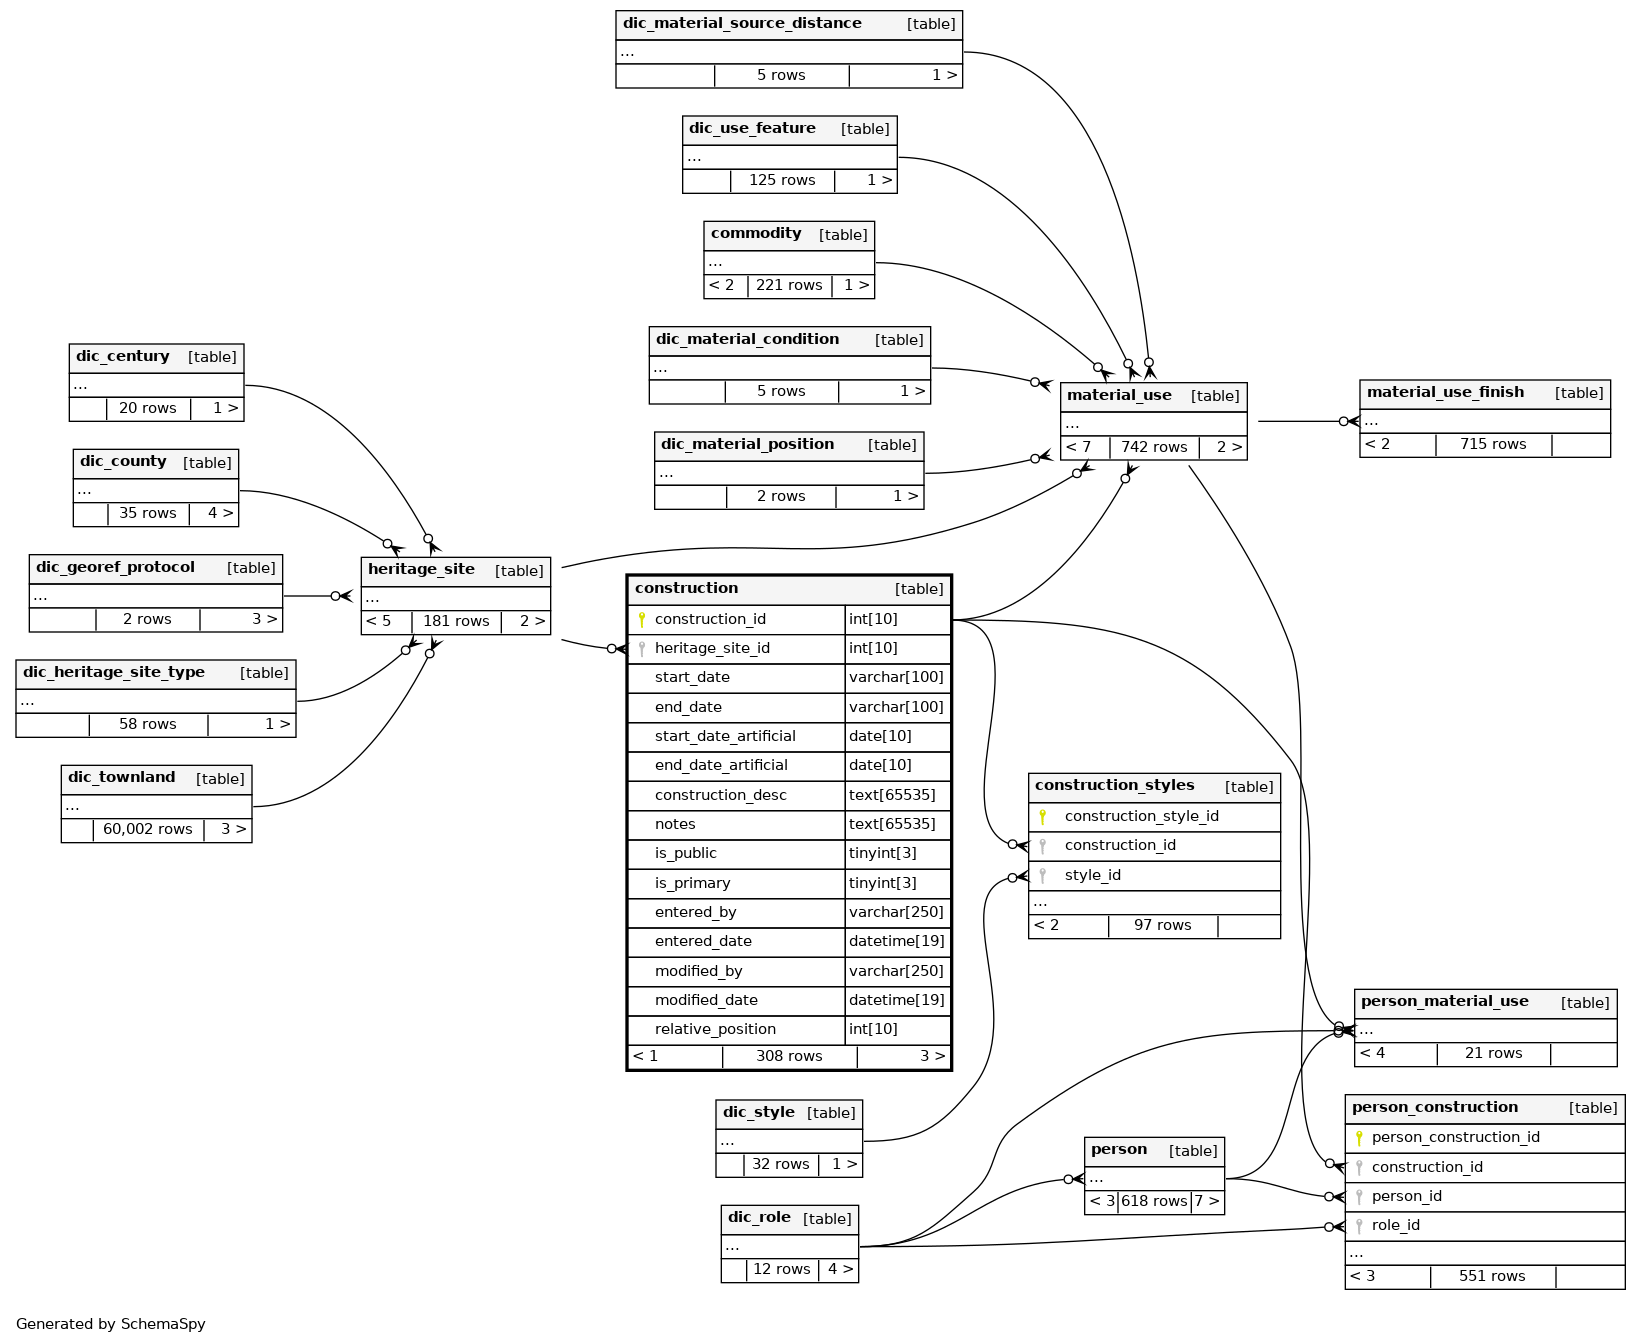 dic_material_source_distance [table]
...
5 rows 1 >
dic_use_feature [table]
...
125 rows 1 >
commodity [table]
...
< 2 221 rows 1 >
dic_material_condition [table]
...
5 rows 1 >
dic_material_position [table]
...
2 rows 1 >
material_use [table]
...
< 7 742 rows 2 >
material_use_finish [table]
...
< 2 715 rows
dic_century [table]
...
20 rows 1 >
dic_county [table]
...
35 rows 4 >
dic_georef_protocol [table]
...
2 rows 3 >
dic_heritage_site_type [table]
...
58 rows 1 >
dic_townland [table]
...
60,002 rows 3 >
heritage_site [table]
...
< 5 181 rows 2 >
construction [table]
construction_id int[10]
heritage_site_id int[10]
start_date varchar[100]
end_date varchar[100]
start_date_artificial date[10]
end_date_artificial date[10]
construction_desc text[65535]
notes text[65535]
is_public tinyint[3]
is_primary tinyint[3]
entered_by varchar[250]
entered_date datetime[19]
modified_by varchar[250]
modified_date datetime[19]
relative_position int[10]
< 1 308 rows 3 >
construction_styles [table]
construction_style_id
construction_id
style_id
...
< 2 97 rows
dic_style [table]
...
32 rows 1 >
dic_role [table]
...
12 rows 4 >
person [table]
...
< 3 618 rows 7 >
person_material_use [table]
...
< 4 21 rows
person_construction [table]
person_construction_id
construction_id
person_id
role_id
...
< 3 551 rows
Generated by SchemaSpy